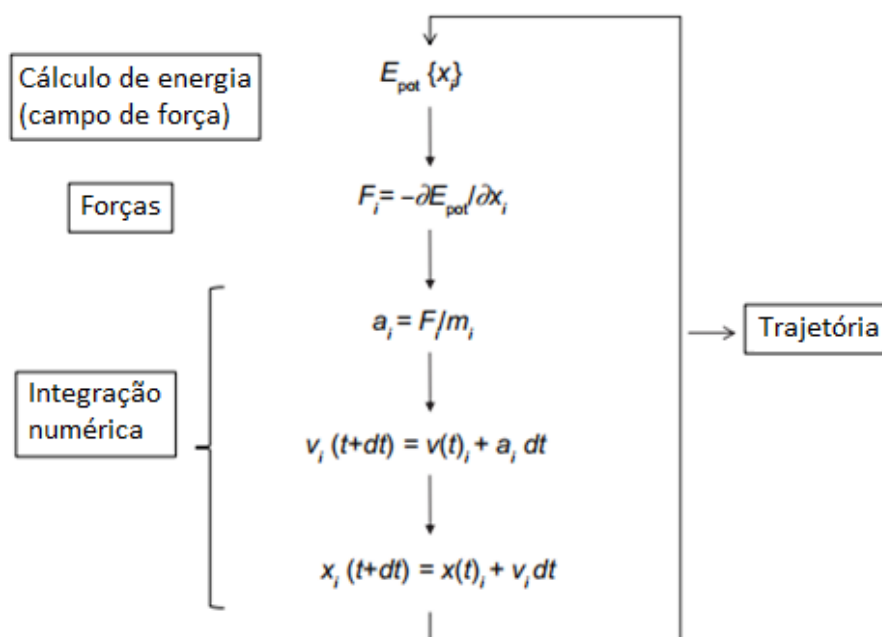 Cálculo de energia
(campo de força)
E_pot {x_i}
Forças
F_i = −∂E_pot/∂x_i
a_i = F_i/m_i
Trajetória
Integração
numérica
v_i (t+dt) = v(t)_i + a_i dt
x_i (t+dt) = x(t)_i + v_i dt